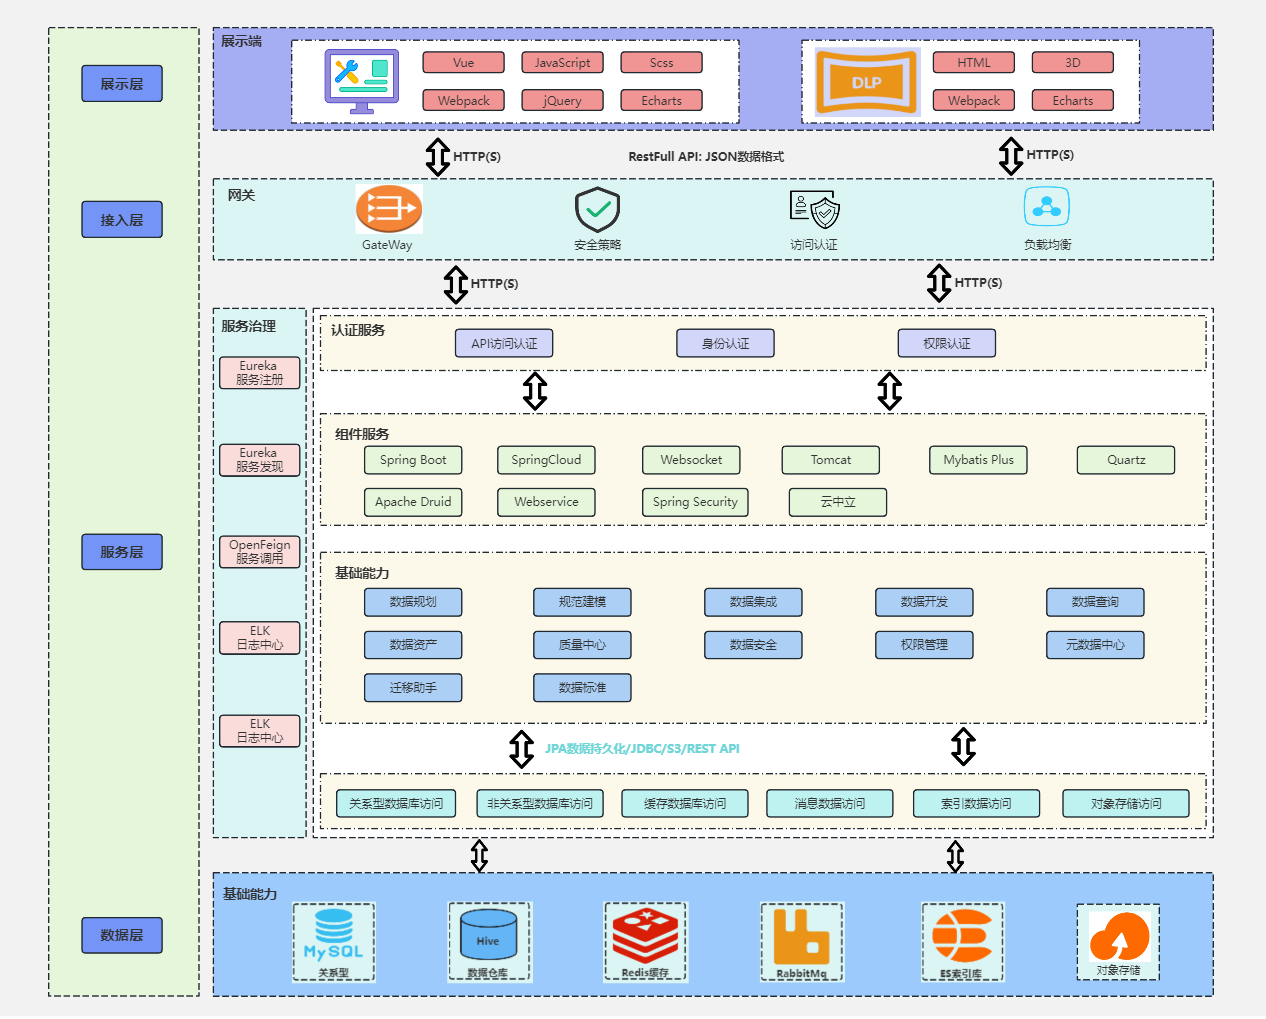 展示层
接入层
服务层
数据层
展示端
Vue
JavaScript
Scss
Webpack
jQuery
Echarts
DLP
HTML
3D
Webpack
Echarts
HTTP(S)
RestFull API: JSON数据格式
HTTP(S)
网关
GateWay
安全策略
访问认证
负载均衡
HTTP(S)
HTTP(S)
服务治理
Eureka
服务注册
Eureka
服务发现
OpenFeign
服务调用
ELK
日志中心
ELK
日志中心
认证服务
API访问认证
身份认证
权限认证
组件服务
Spring Boot
SpringCloud
Websocket
Tomcat
Mybatis Plus
Quartz
Apache Druid
Webservice
Spring Security
云中立
基础能力
数据规划
规范建模
数据集成
数据开发
数据查询
数据资产
质量中心
数据安全
权限管理
元数据中心
迁移助手
数据标准
JPA数据持久化/JDBC/S3/REST API
关系型数据库访问
非关系型数据库访问
缓存数据库访问
消息数据访问
索引数据访问
对象存储访问
基础能力
MySQL
关系型
Hive
数据仓库
Redis缓存
RabbitMq
ES索引库
对象存储